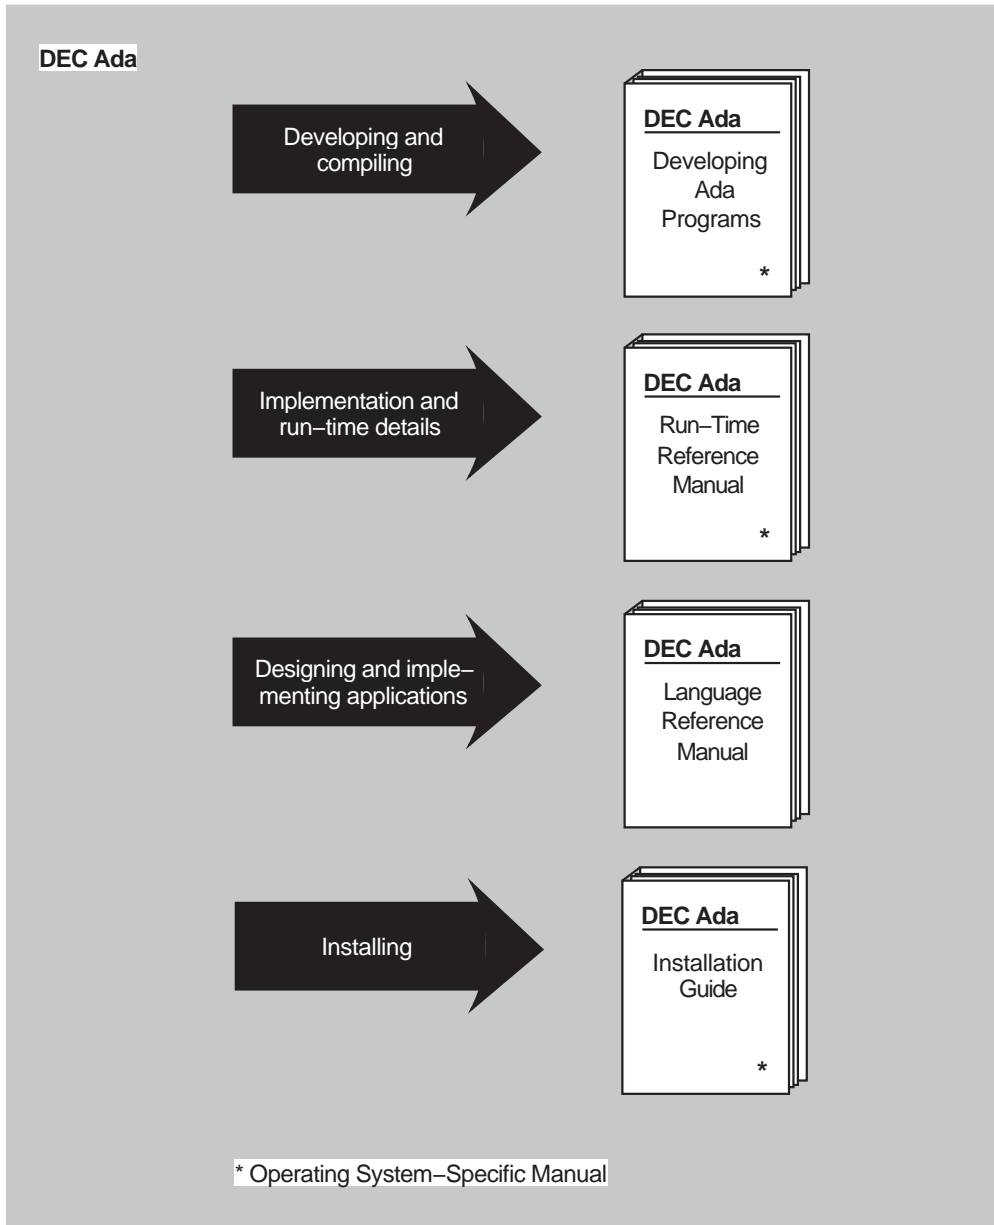 DEC Ada
Developing and
compiling
DEC Ada
Developing
Ada
Programs
*
Implementation and
run−time details
DEC Ada
Run−Time
Reference
Manual
*
Designing and imple−
menting applications
DEC Ada
Language
Reference
Manual
Installing
DEC Ada
Installation
Guide
*
* Operating System−Specific Manual